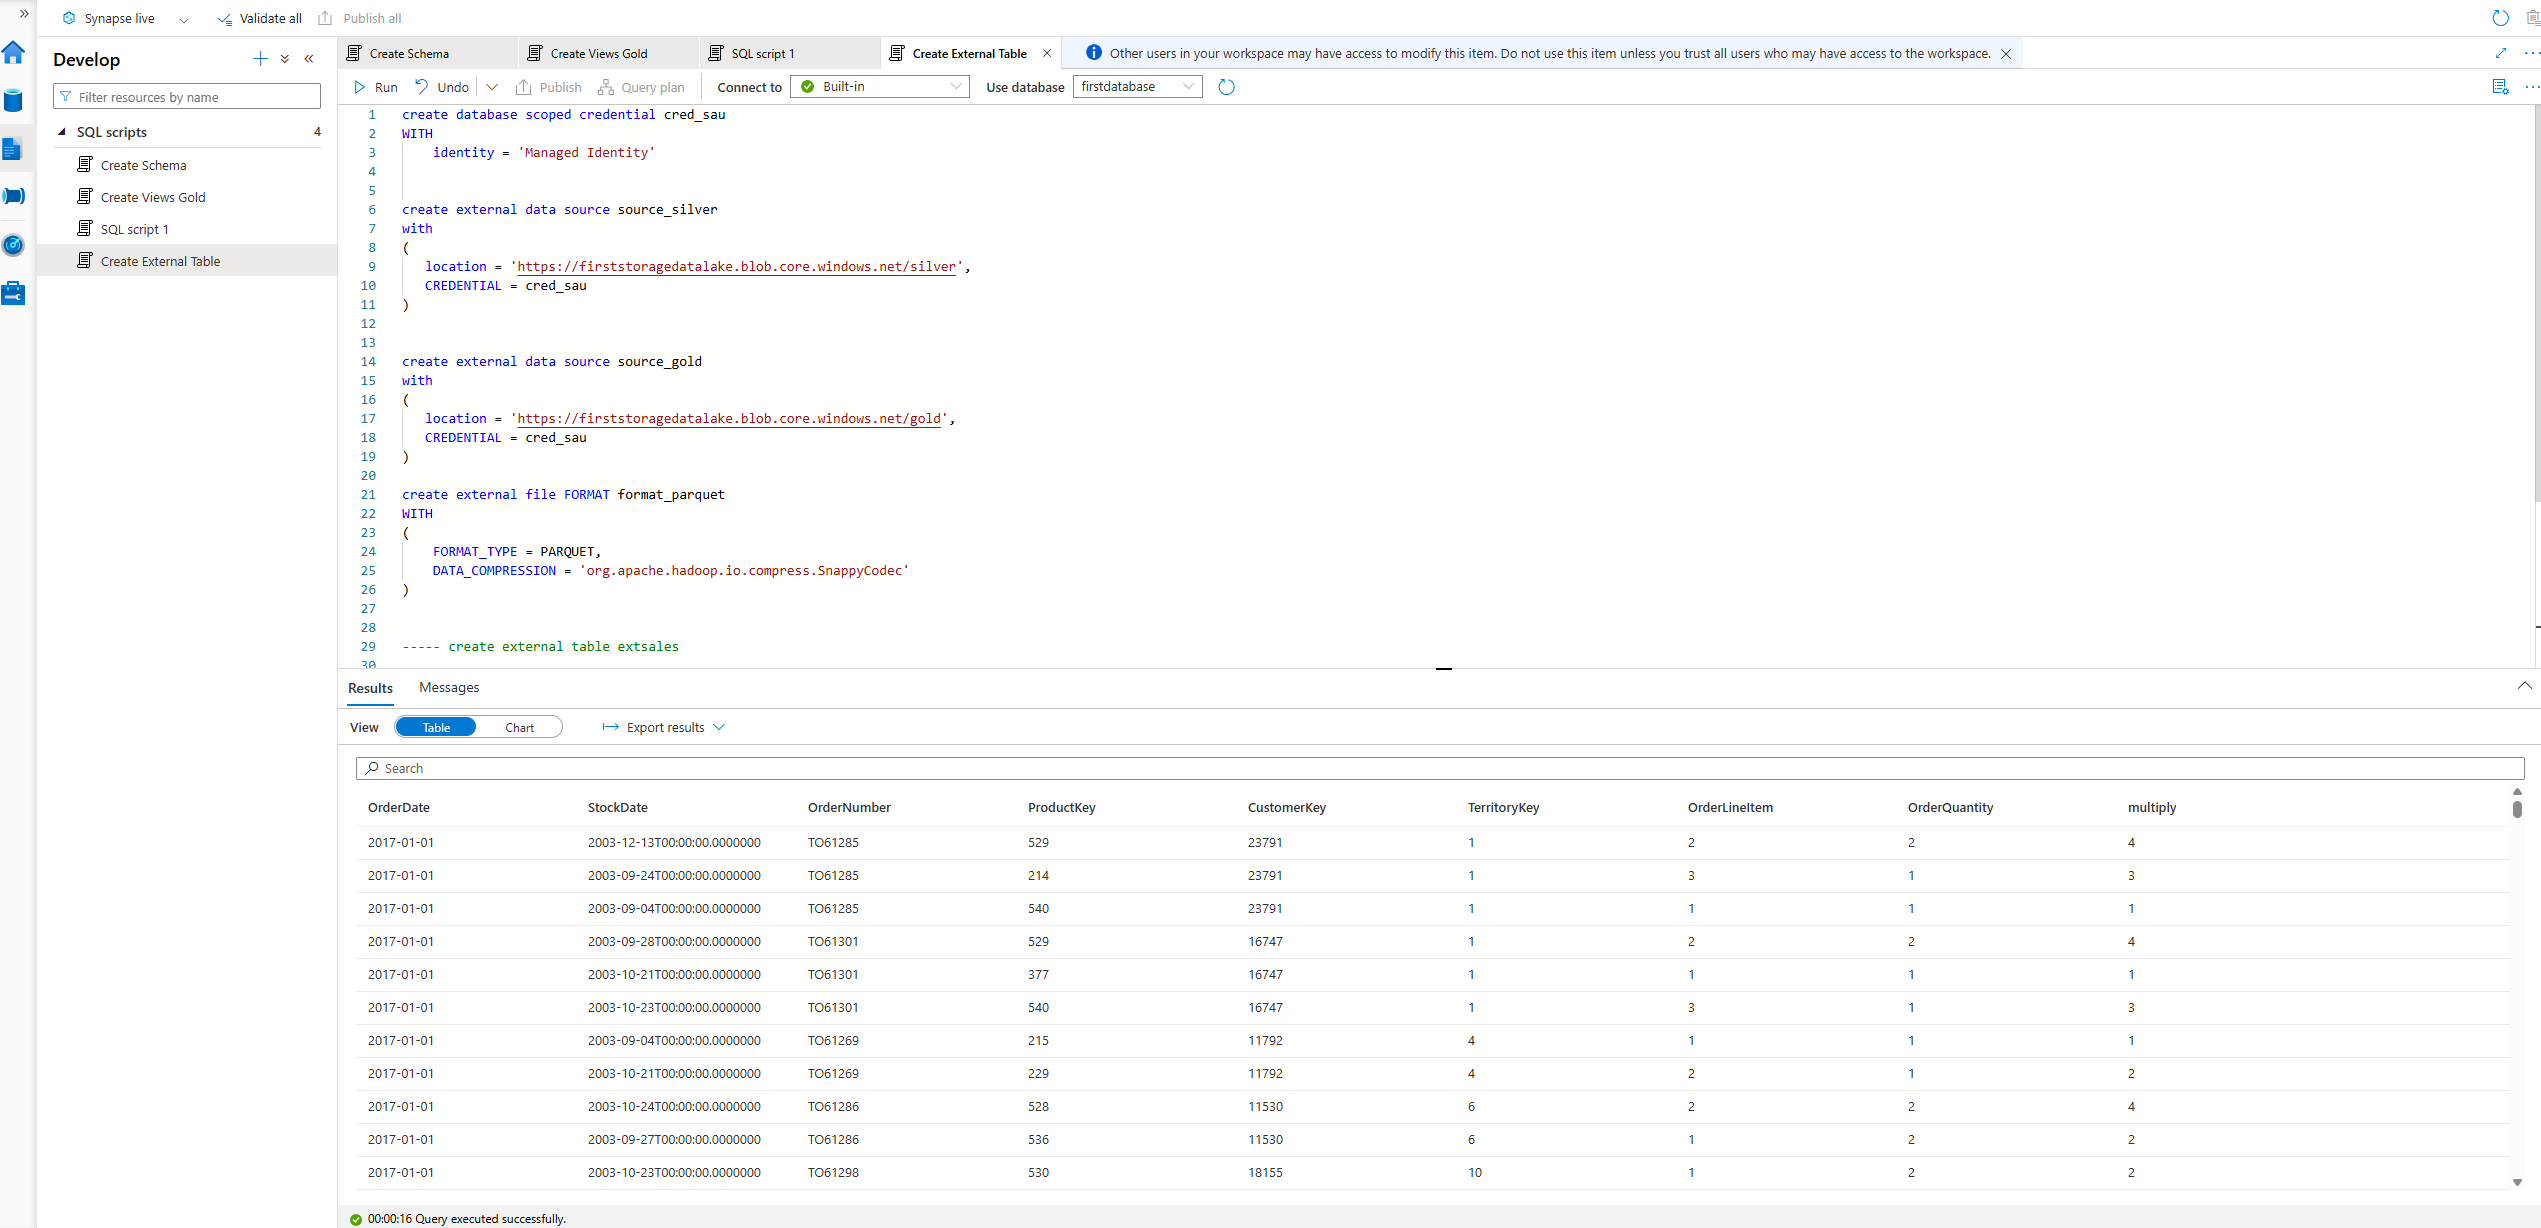 Synapse live
Validate all
Publish all
Develop
Filter resources by name
SQL scripts 4
Create Schema
Create Views Gold
SQL script 1
Create External Table
Create Schema
Create Views Gold
SQL script 1
Create External Table
Other users in your workspace may have access to modify this item. Do not use this item unless you trust all users who may have access to the workspace.
Run
Undo
Publish
Query plan
Connect to
Built-in
Use database
firstdatabase
1 create database scoped credential cred_sau
2 WITH
3 identity = 'Managed Identity'
4
5
6 create external data source source_silver
7 with
8 (
9 location = 'https://firststoragedatalake.blob.core.windows.net/silver',
10 CREDENTIAL = cred_sau
11 )
12
13
14 create external data source source_gold
15 with
16 (
17 location = 'https://firststoragedatalake.blob.core.windows.net/gold',
18 CREDENTIAL = cred_sau
19 )
20
21 create external file FORMAT format_parquet
22 WITH
23 (
24 FORMAT_TYPE = PARQUET,
25 DATA_COMPRESSION = 'org.apache.hadoop.io.compress.SnappyCodec'
26 )
27
28
29 ----- create external table extsales
30
Results
Messages
View
Table
Chart
Export results
Search
OrderDate StockDate OrderNumber ProductKey CustomerKey TerritoryKey OrderLineItem OrderQuantity multiply
2017-01-01 2003-12-13T00:00:00.0000000 TO61285 529 23791 1 2 2 4
2017-01-01 2003-09-24T00:00:00.0000000 TO61285 214 23791 1 3 1 3
2017-01-01 2003-09-04T00:00:00.0000000 TO61285 540 23791 1 1 1 1
2017-01-01 2003-09-28T00:00:00.0000000 TO61301 529 16747 1 2 2 4
2017-01-01 2003-10-21T00:00:00.0000000 TO61301 377 16747 1 1 1 1
2017-01-01 2003-10-23T00:00:00.0000000 TO61301 540 16747 1 3 1 3
2017-01-01 2003-09-04T00:00:00.0000000 TO61269 215 11792 4 1 1 1
2017-01-01 2003-10-21T00:00:00.0000000 TO61269 229 11792 4 2 1 2
2017-01-01 2003-10-24T00:00:00.0000000 TO61286 528 11530 6 2 2 4
2017-01-01 2003-09-27T00:00:00.0000000 TO61286 536 11530 6 1 2 2
2017-01-01 2003-10-23T00:00:00.0000000 TO61298 530 18155 10 1 2 2
00:00:16 Query executed successfully.